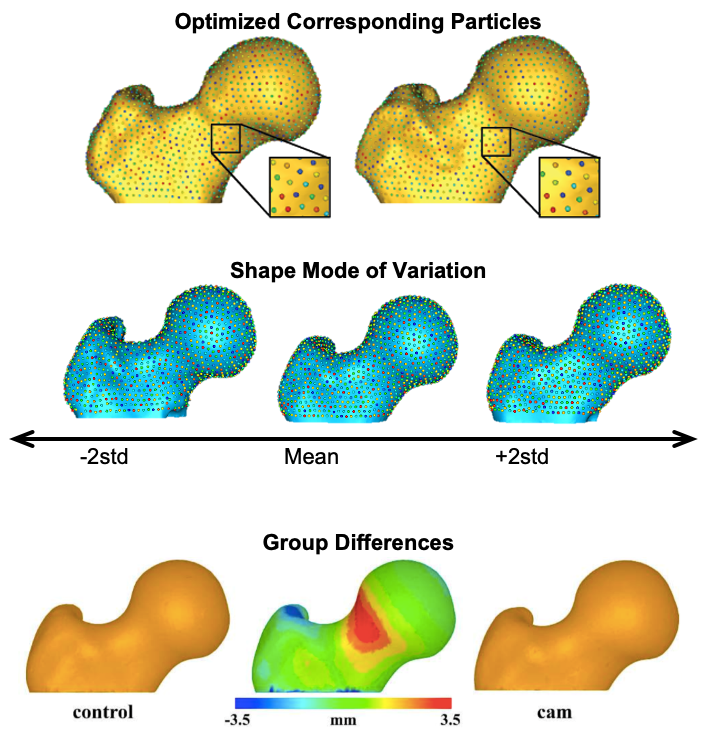 Optimized Corresponding Particles
Shape Mode of Variation
-2std Mean +2std
Group Differences
control -3.5 mm 3.5 cam